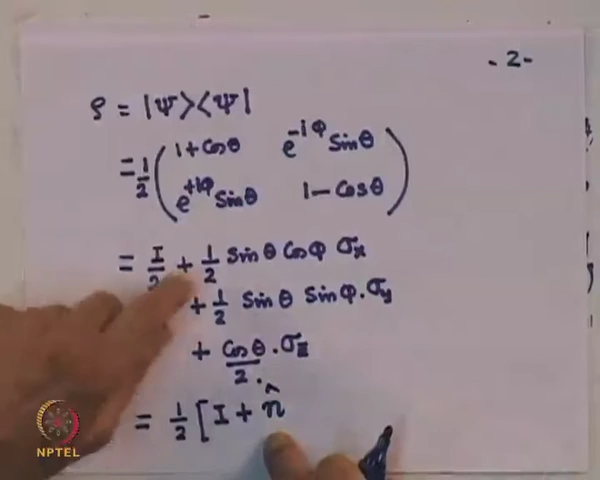 - 2 -
ρ = |Ψ><Ψ|
= 1/2 ( 1 + Cosθ   e^{-iφ} Sinθ
e^{+iφ} Sinθ   1 - Cosθ )
= I/2 + 1/2 Sinθ Cosφ σx
+ 1/2 Sinθ Sinφ . σy
+ Cosθ/2 . σz
= 1/2 [ I + n̂
NPTEL